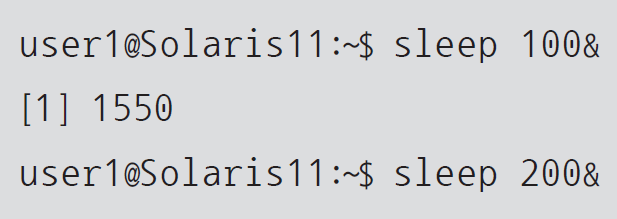 user1@Solaris11:~$ sleep 100&
[1] 1550
user1@Solaris11:~$ sleep 200&